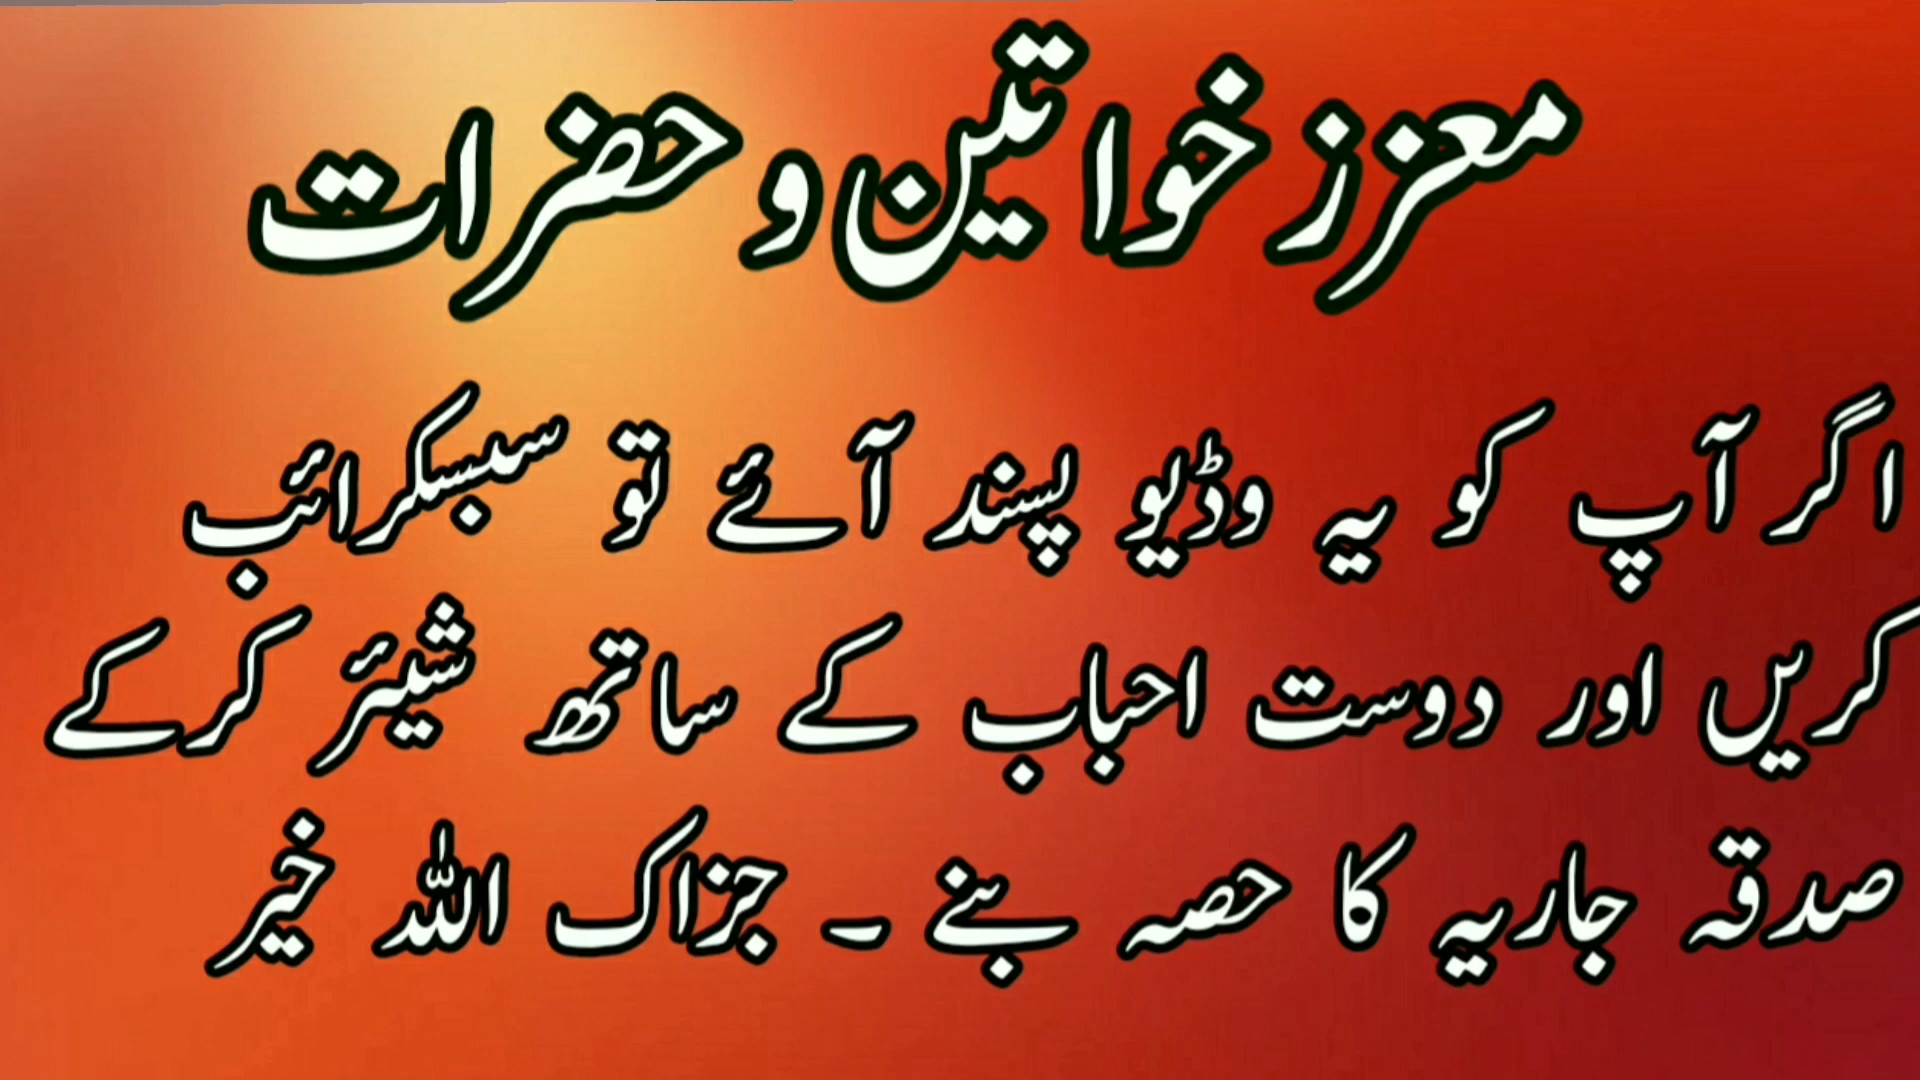 معزز خواتین و حضرات
اگر آپ کو یہ وڈیو پسند آئے تو سبسکرائب
کریں اور دوست احباب کے ساتھ شیئر کرکے
صدقہ جاریہ کا حصہ بنے ۔ جزاک اللہ خیر